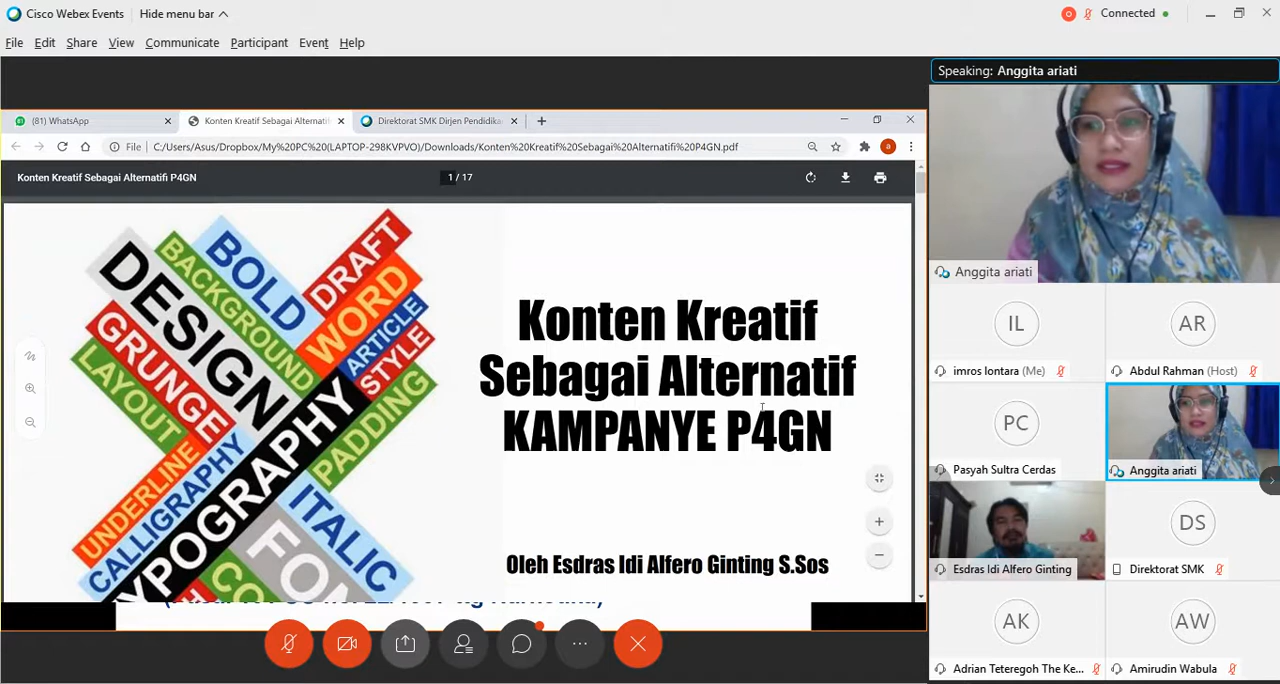 Cisco Webex Events
Hide menu bar
Connected
File Edit Share View Communicate Participant Event Help
Speaking: Anggita ariati
(81) WhatsApp
Konten Kreatif Sebagai Alternatif
Direktorat SMK Dirjen Pendidika
File
C:/Users/Asus/Dropbox/My%20PC%20(LAPTOP-298KVPVO)/Downloads/Konten%20Kreatif%20Sebagai%20Alternatifi%20P4GN.pdf
a
Konten Kreatif Sebagai Alternatifi P4GN
1 / 17
DRAFT
BOLD
BACKGROUND
DESIGN
WORD
ARTICLE
GRUNGE
STYLE
LAYOUT
TYPOGRAPHY
PADDING
UNDERLINE
CALLIGRAPHY
ITALIC
Konten Kreatif
Sebagai Alternatif
KAMPANYE P4GN
Oleh Esdras Idi Alfero Ginting S.Sos
Anggita ariati
IL
imros lontara (Me)
AR
Abdul Rahman (Host)
PC
Pasyah Sultra Cerdas
Anggita ariati
Esdras Idi Alfero Ginting
DS
Direktorat SMK
AK
Adrian Teteregoh The Ke...
AW
Amirudin Wabula